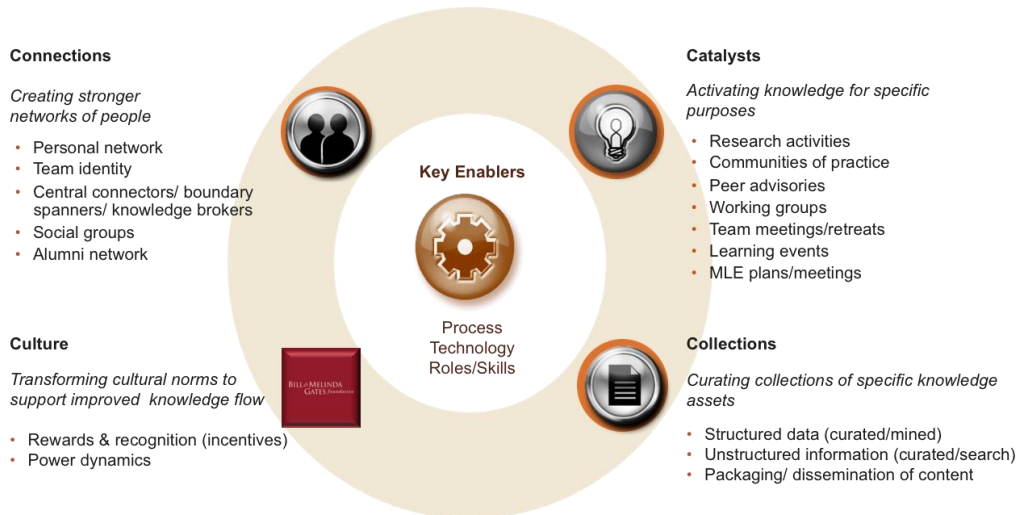 Connections
Creating stronger
networks of people
• Personal network
• Team identity
• Central connectors/ boundary
spanners/ knowledge brokers
• Social groups
• Alumni network
Catalysts
Activating knowledge for specific
purposes
• Research activities
• Communities of practice
• Peer advisories
• Working groups
• Team meetings/retreats
• Learning events
• MLE plans/meetings
Key Enablers
Process
Technology
Roles/Skills
Culture
Transforming cultural norms to
support improved knowledge flow
• Rewards & recognition (incentives)
• Power dynamics
BILL & MELINDA
GATES foundation
Collections
Curating collections of specific knowledge
assets
• Structured data (curated/mined)
• Unstructured information (curated/search)
• Packaging/ dissemination of content